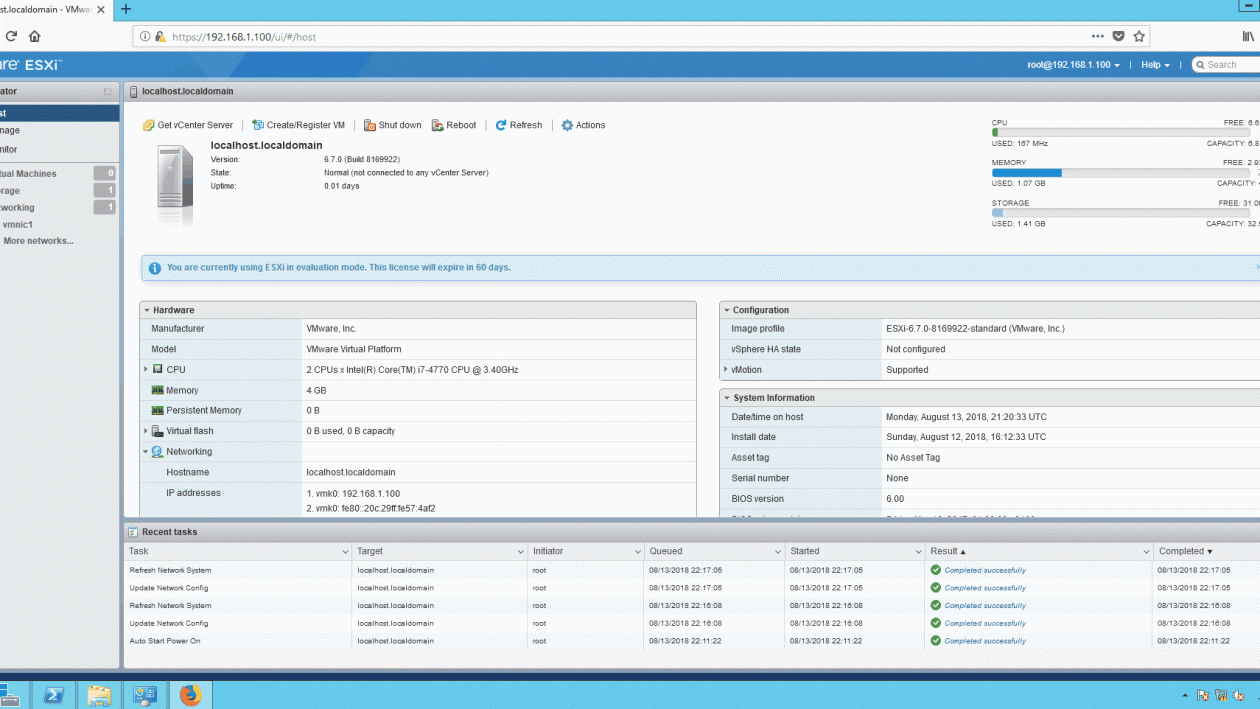 st.localdomain - VMwa
https://192.168.1.100/ui/#/host
re ESXi™
root@192.168.1.100 | Help | Search
ator
localhost.localdomain
st
nage
nitor
tual Machines 0
rage 1
working 1
vmnic1
More networks...
Get vCenter Server | Create/Register VM | Shut down Reboot | Refresh | Actions
localhost.localdomain
Version: 6.7.0 (Build 8169922)
State: Normal (not connected to any vCenter Server)
Uptime: 0.01 days
CPU FREE: 6.6
USED: 167 MHz CAPACITY: 6.8
MEMORY FREE: 2.9
USED: 1.07 GB CAPACITY:
STORAGE FREE: 31.0
USED: 1.41 GB CAPACITY: 32.
You are currently using ESXi in evaluation mode. This license will expire in 60 days.
Hardware
Manufacturer VMware, Inc.
Model VMware Virtual Platform
CPU 2 CPUs x Intel(R) Core(TM) i7-4770 CPU @ 3.40GHz
Memory 4 GB
Persistent Memory 0 B
Virtual flash 0 B used, 0 B capacity
Networking
Hostname localhost.localdomain
IP addresses 1. vmk0: 192.168.1.100
2. vmk0: fe80::20c:29ff:fe57:4af2
Configuration
Image profile ESXi-6.7.0-8169922-standard (VMware, Inc.)
vSphere HA state Not configured
vMotion Supported
System Information
Date/time on host Monday, August 13, 2018, 21:20:33 UTC
Install date Sunday, August 12, 2018, 16:12:33 UTC
Asset tag No Asset Tag
Serial number None
BIOS version 6.00
Recent tasks
Task Target Initiator Queued Started Result Completed
Refresh Network System localhost.localdomain root 08/13/2018 22:17:05 08/13/2018 22:17:05 Completed successfully 08/13/2018 22:17:05
Update Network Config localhost.localdomain root 08/13/2018 22:17:05 08/13/2018 22:17:05 Completed successfully 08/13/2018 22:17:05
Refresh Network System localhost.localdomain root 08/13/2018 22:16:08 08/13/2018 22:16:08 Completed successfully 08/13/2018 22:16:08
Update Network Config localhost.localdomain root 08/13/2018 22:16:08 08/13/2018 22:16:08 Completed successfully 08/13/2018 22:16:08
Auto Start Power On localhost.localdomain root 08/13/2018 22:11:22 08/13/2018 22:11:22 Completed successfully 08/13/2018 22:11:22